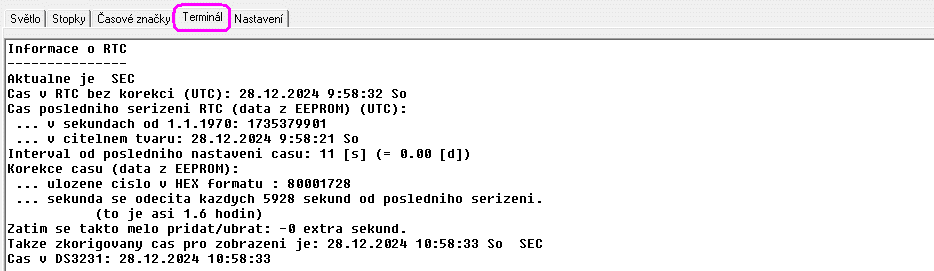 Světlo Stopky Časové značky Terminál Nastavení
Informace o RTC
---------------
Aktualne je  SEC
Cas v RTC bez korekci (UTC): 28.12.2024 9:58:32 So
Cas posledniho serizeni RTC (data z EEPROM) (UTC):
 ... v sekundach od 1.1.1970: 1735379901
 ... v citelnem tvaru: 28.12.2024 9:58:21 So
Interval od posledniho nastaveni casu: 11 [s] (= 0.00 [d])
Korekce casu (data z EEPROM):
 ... ulozene cislo v HEX formatu : 80001728
 ... sekunda se odecita kazdych 5928 sekund od posledniho serizeni.
            (to je asi 1.6 hodin)
Zatim se takto melo pridat/ubrat: -0 extra sekund.
Takze zkorigovany cas pro zobrazeni je: 28.12.2024 10:58:33 So  SEC
Cas v DS3231: 28.12.2024 10:58:33